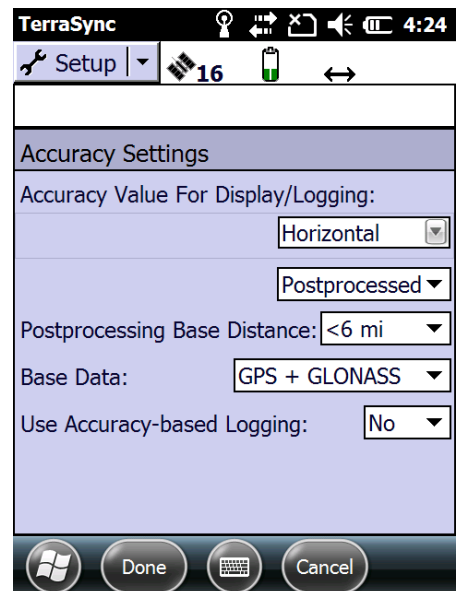 TerraSync 4:24
Setup 16
Accuracy Settings
Accuracy Value For Display/Logging:
Horizontal
Postprocessed
Postprocessing Base Distance: <6 mi
Base Data: GPS + GLONASS
Use Accuracy-based Logging: No
Done Cancel